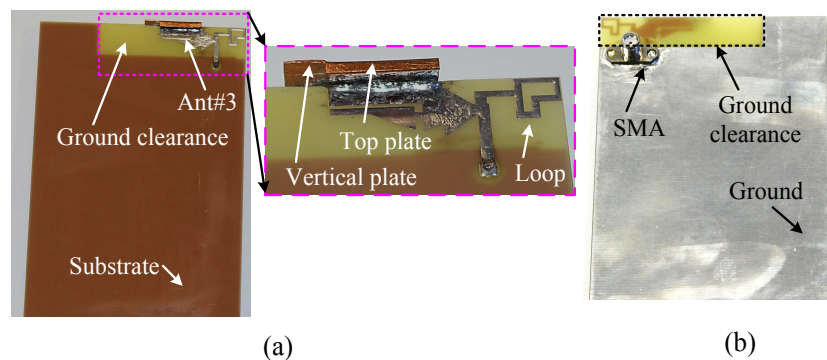 Ant#3
Ground clearance
Substrate
Top plate
Vertical plate
Loop
(a)
SMA
Ground
clearance
Ground
(b)